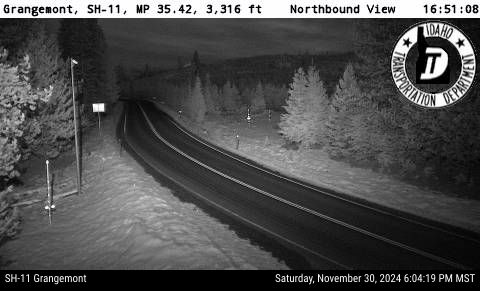 Grangemont, SH-11, MP 35.42, 3,316 ft Northbound View 16:51:08
IDAHO
TRANSPORTATION DEPARTMENT
SH-11 Grangemont Saturday, November 30, 2024 6:04:19 PM MST